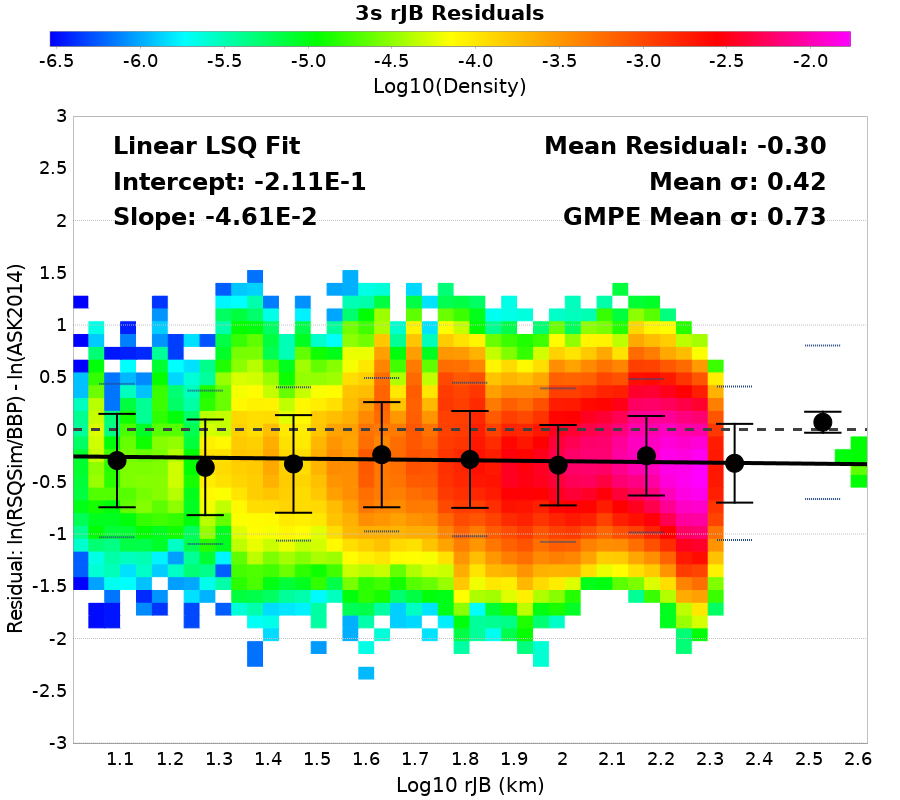 3s rJB Residuals
-6.5 -6.0 -5.5 -5.0 -4.5 -4.0 -3.5 -3.0 -2.5 -2.0
Log10(Density)
Linear LSQ Fit
Intercept: -2.11E-1
Slope: -4.61E-2
Mean Residual: -0.30
Mean σ: 0.42
GMPE Mean σ: 0.73
Residual: ln(RSQSim/BBP) - ln(ASK2014)
3
2.5
2
1.5
1
0.5
0
-0.5
-1
-1.5
-2
-2.5
-3
1.1 1.2 1.3 1.4 1.5 1.6 1.7 1.8 1.9 2 2.1 2.2 2.3 2.4 2.5 2.6
Log10 rJB (km)